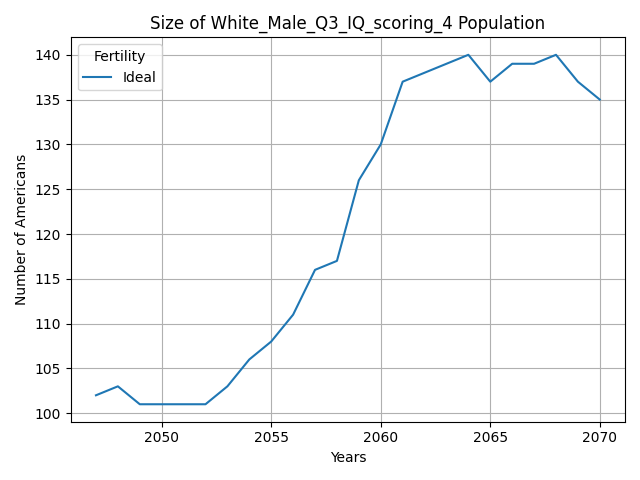 Size of White_Male_Q3_IQ_scoring_4 Population
Fertility
Ideal
140
135
130
125
120
115
110
105
100
Number of Americans
2050 2055 2060 2065 2070
Years